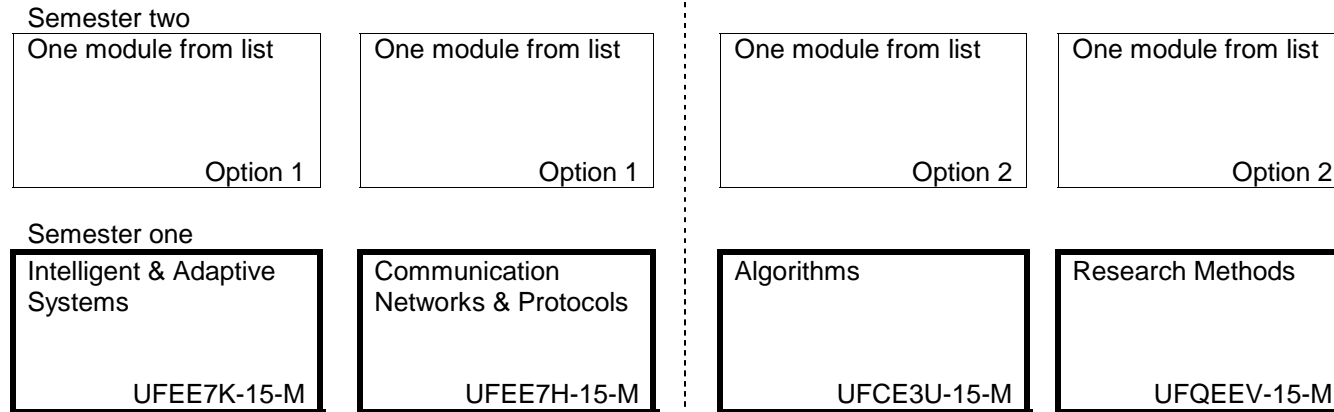 Semester two
One module from list
Option 1
One module from list
Option 1
One module from list
Option 2
One module from list
Option 2
Semester one
Intelligent & Adaptive
Systems
UFEE7K-15-M
Communication
Networks & Protocols
UFEE7H-15-M
Algorithms
UFCE3U-15-M
Research Methods
UFQEEV-15-M